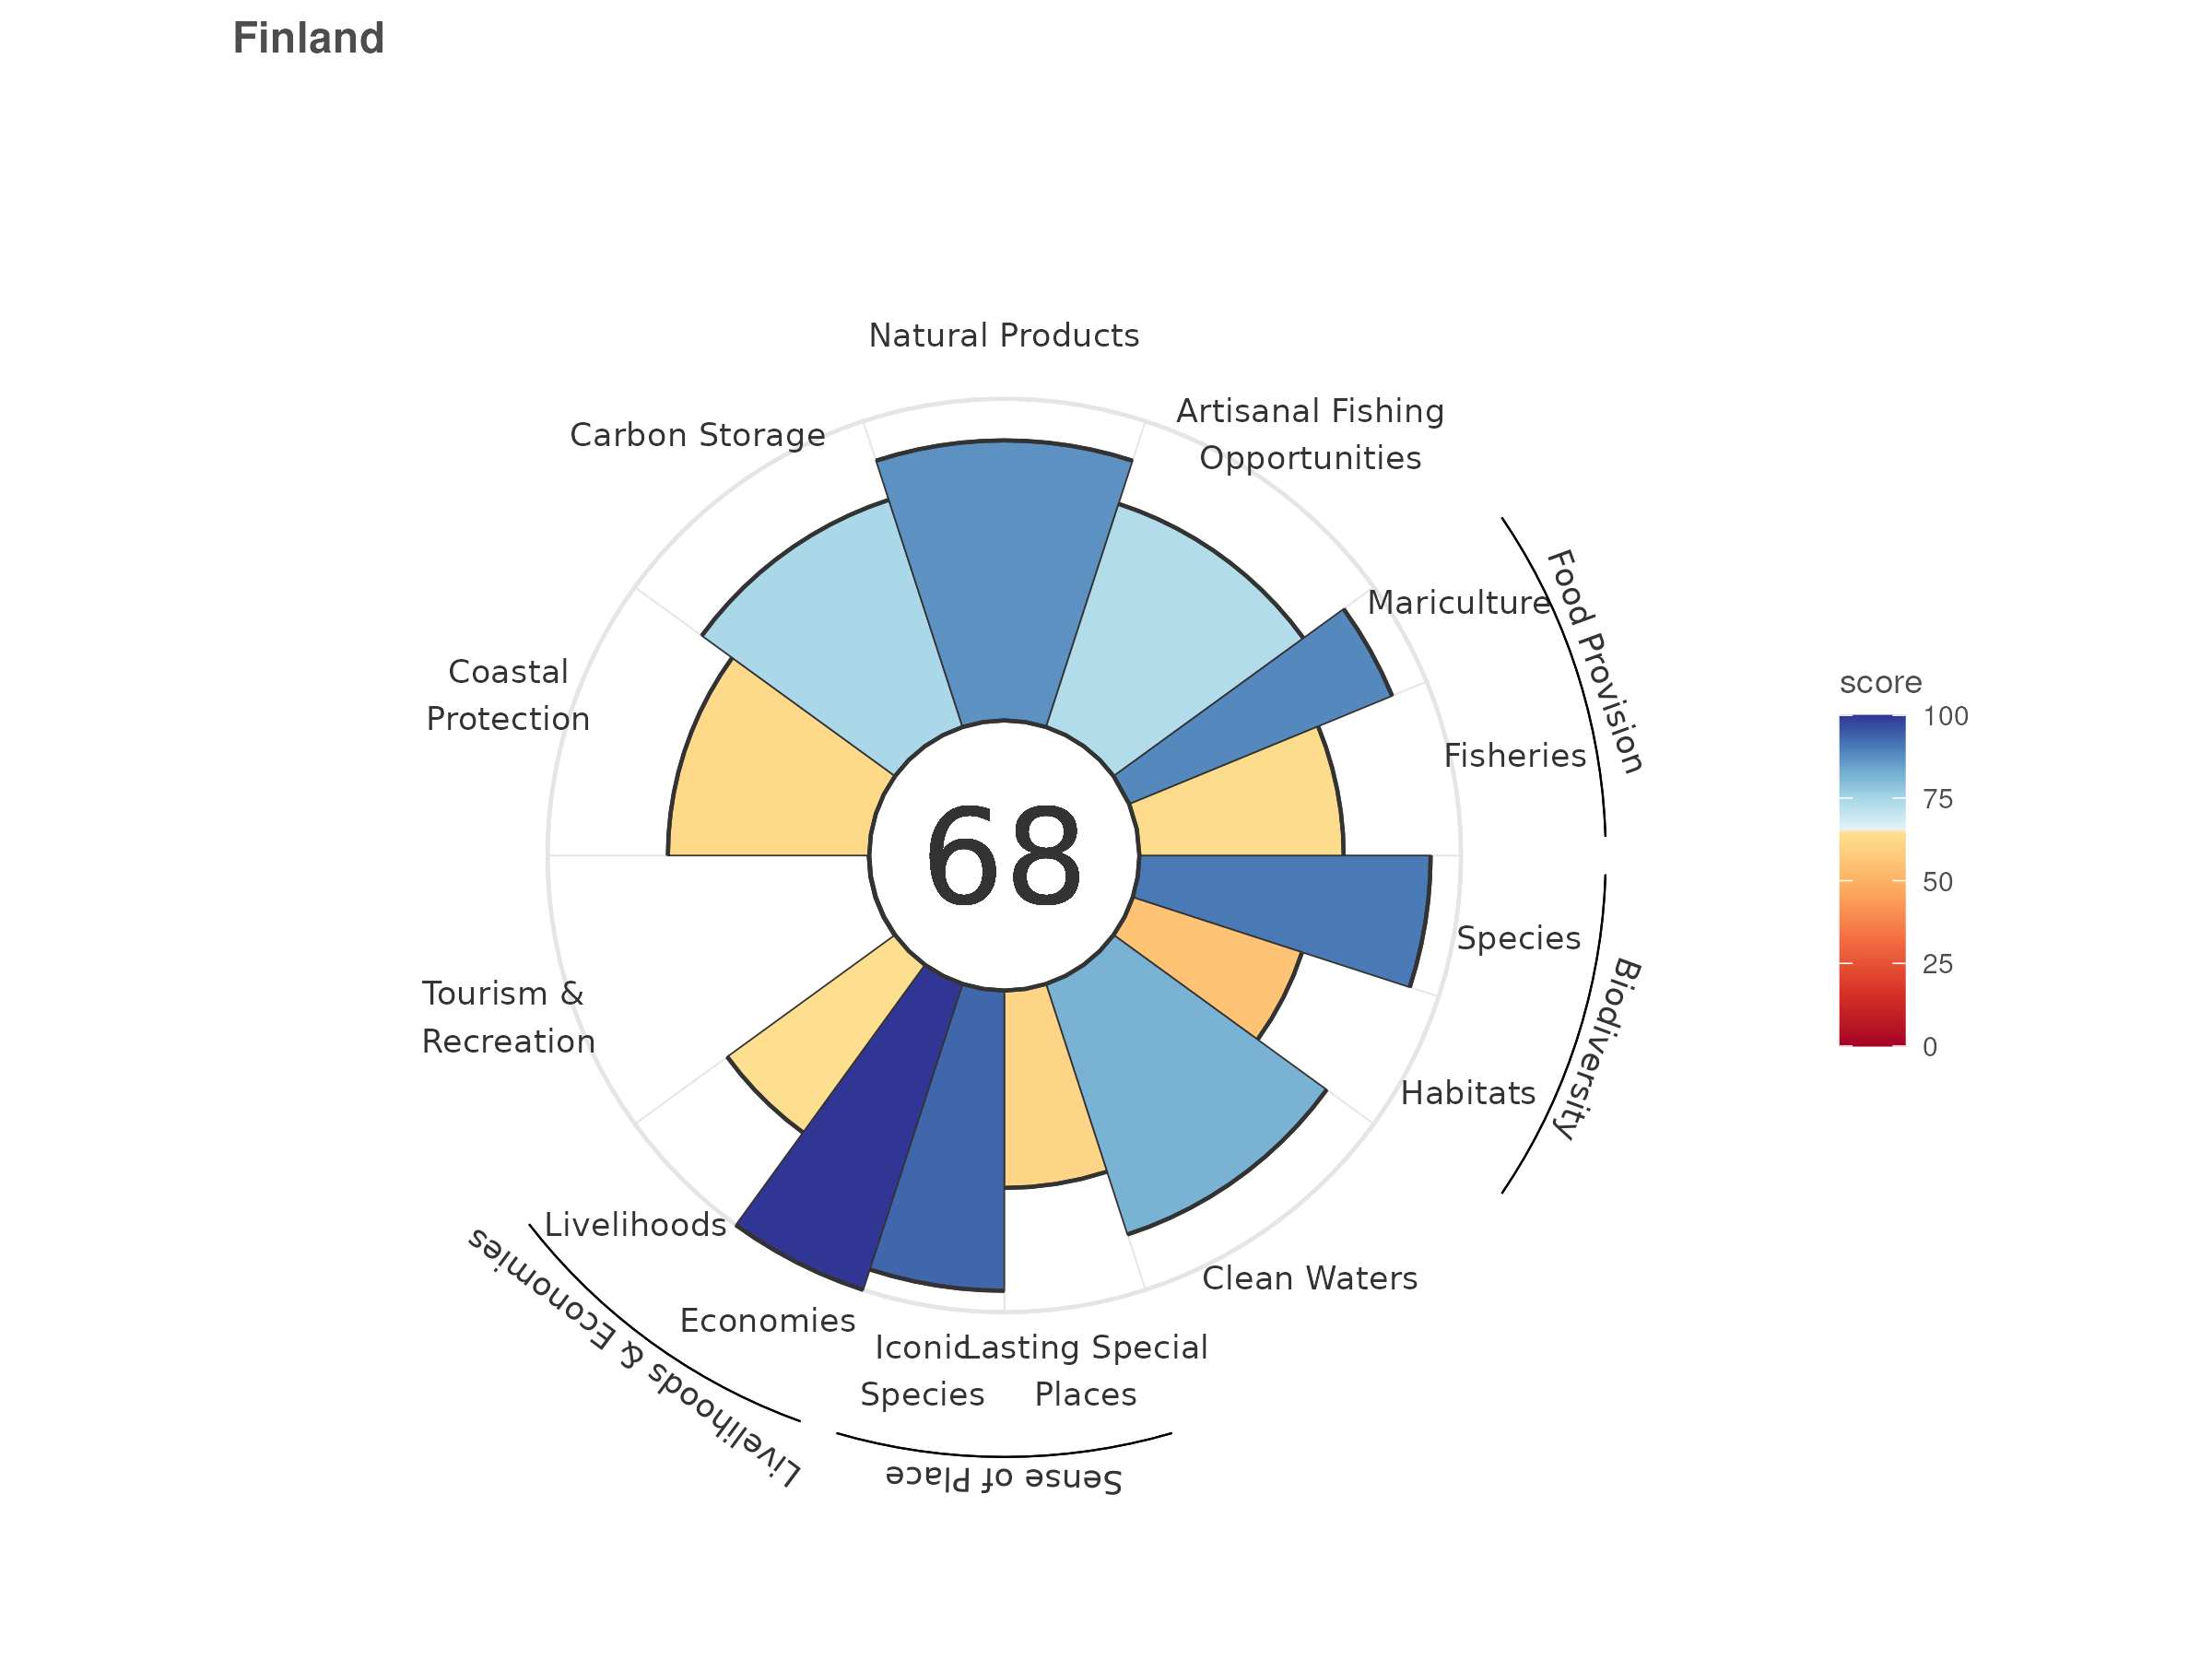 Finland
Natural Products
Artisanal Fishing
Opportunities
Carbon Storage
Mariculture
Food Provision
Coastal
Protection
Fisheries
68
Species
Biodiversity
Tourism &
Recreation
Habitats
Livelihoods
Clean Waters
Economies
Livelihoods & Economies
Iconic
Species
Lasting Special
Places
Sense of Place
score
100
75
50
25
0